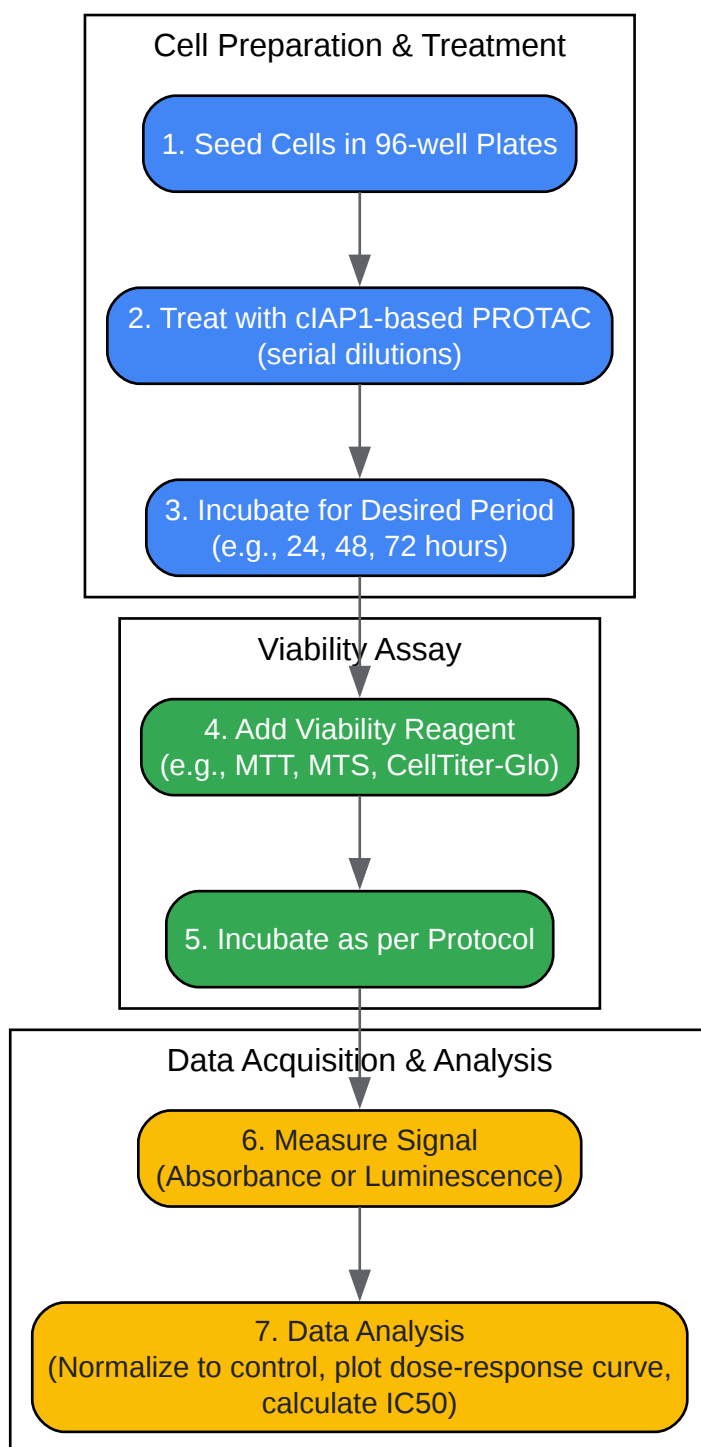 Cell Preparation & Treatment
1. Seed Cells in 96-well Plates
2. Treat with cIAP1-based PROTAC
(serial dilutions)
3. Incubate for Desired Period
(e.g., 24, 48, 72 hours)
Viability Assay
4. Add Viability Reagent
(e.g., MTT, MTS, CellTiter-Glo)
5. Incubate as per Protocol
Data Acquisition & Analysis
6. Measure Signal
(Absorbance or Luminescence)
7. Data Analysis
(Normalize to control, plot dose-response curve,
calculate IC50)